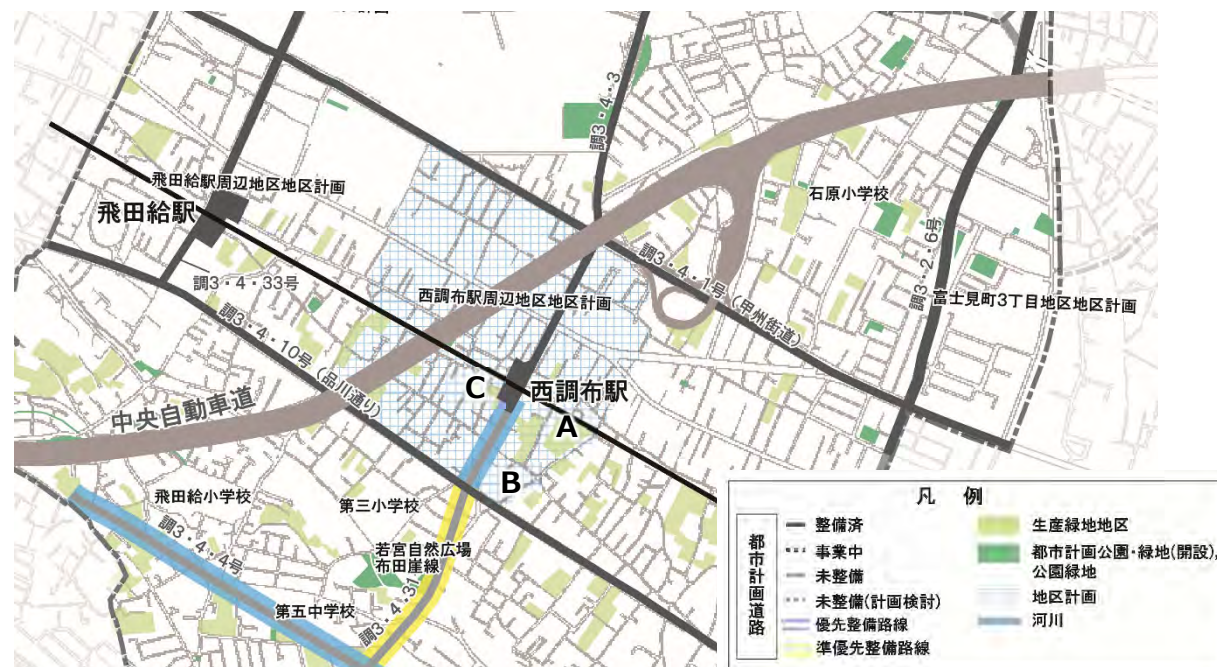 調3・4・3
飛田給駅周辺地区地区計画
飛田給駅
石原小学校
調3・4・33号
西調布駅周辺地区地区計画
調3・4・1号（甲州街道）
調3・2・6号
富士見町3丁目地区地区計画
調3・4・10号（品川通り）
中央自動車道
C
西調布駅
A
B
飛田給小学校
第三小学校
調3・4・4号
若宮自然広場
布田崖線
第五中学校
調3・4・31
凡 例
都市計画道路
整備済
事業中
未整備
未整備(計画検討)
優先整備路線
準優先整備路線
生産緑地地区
都市計画公園・緑地(開設),
公園緑地
地区計画
河川